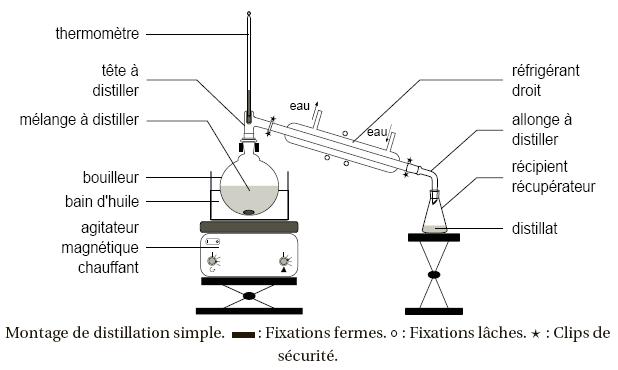 thermomètre
tête à
distiller
mélange à distiller
bouilleur
bain d'huile
agitateur
magnétique
chauffant
eau
eau
réfrigérant
droit
allonge à
distiller
récipient
récupérateur
distillat
Montage de distillation simple. ▬ : Fixations fermes. ○ : Fixations lâches. ★ : Clips de
sécurité.